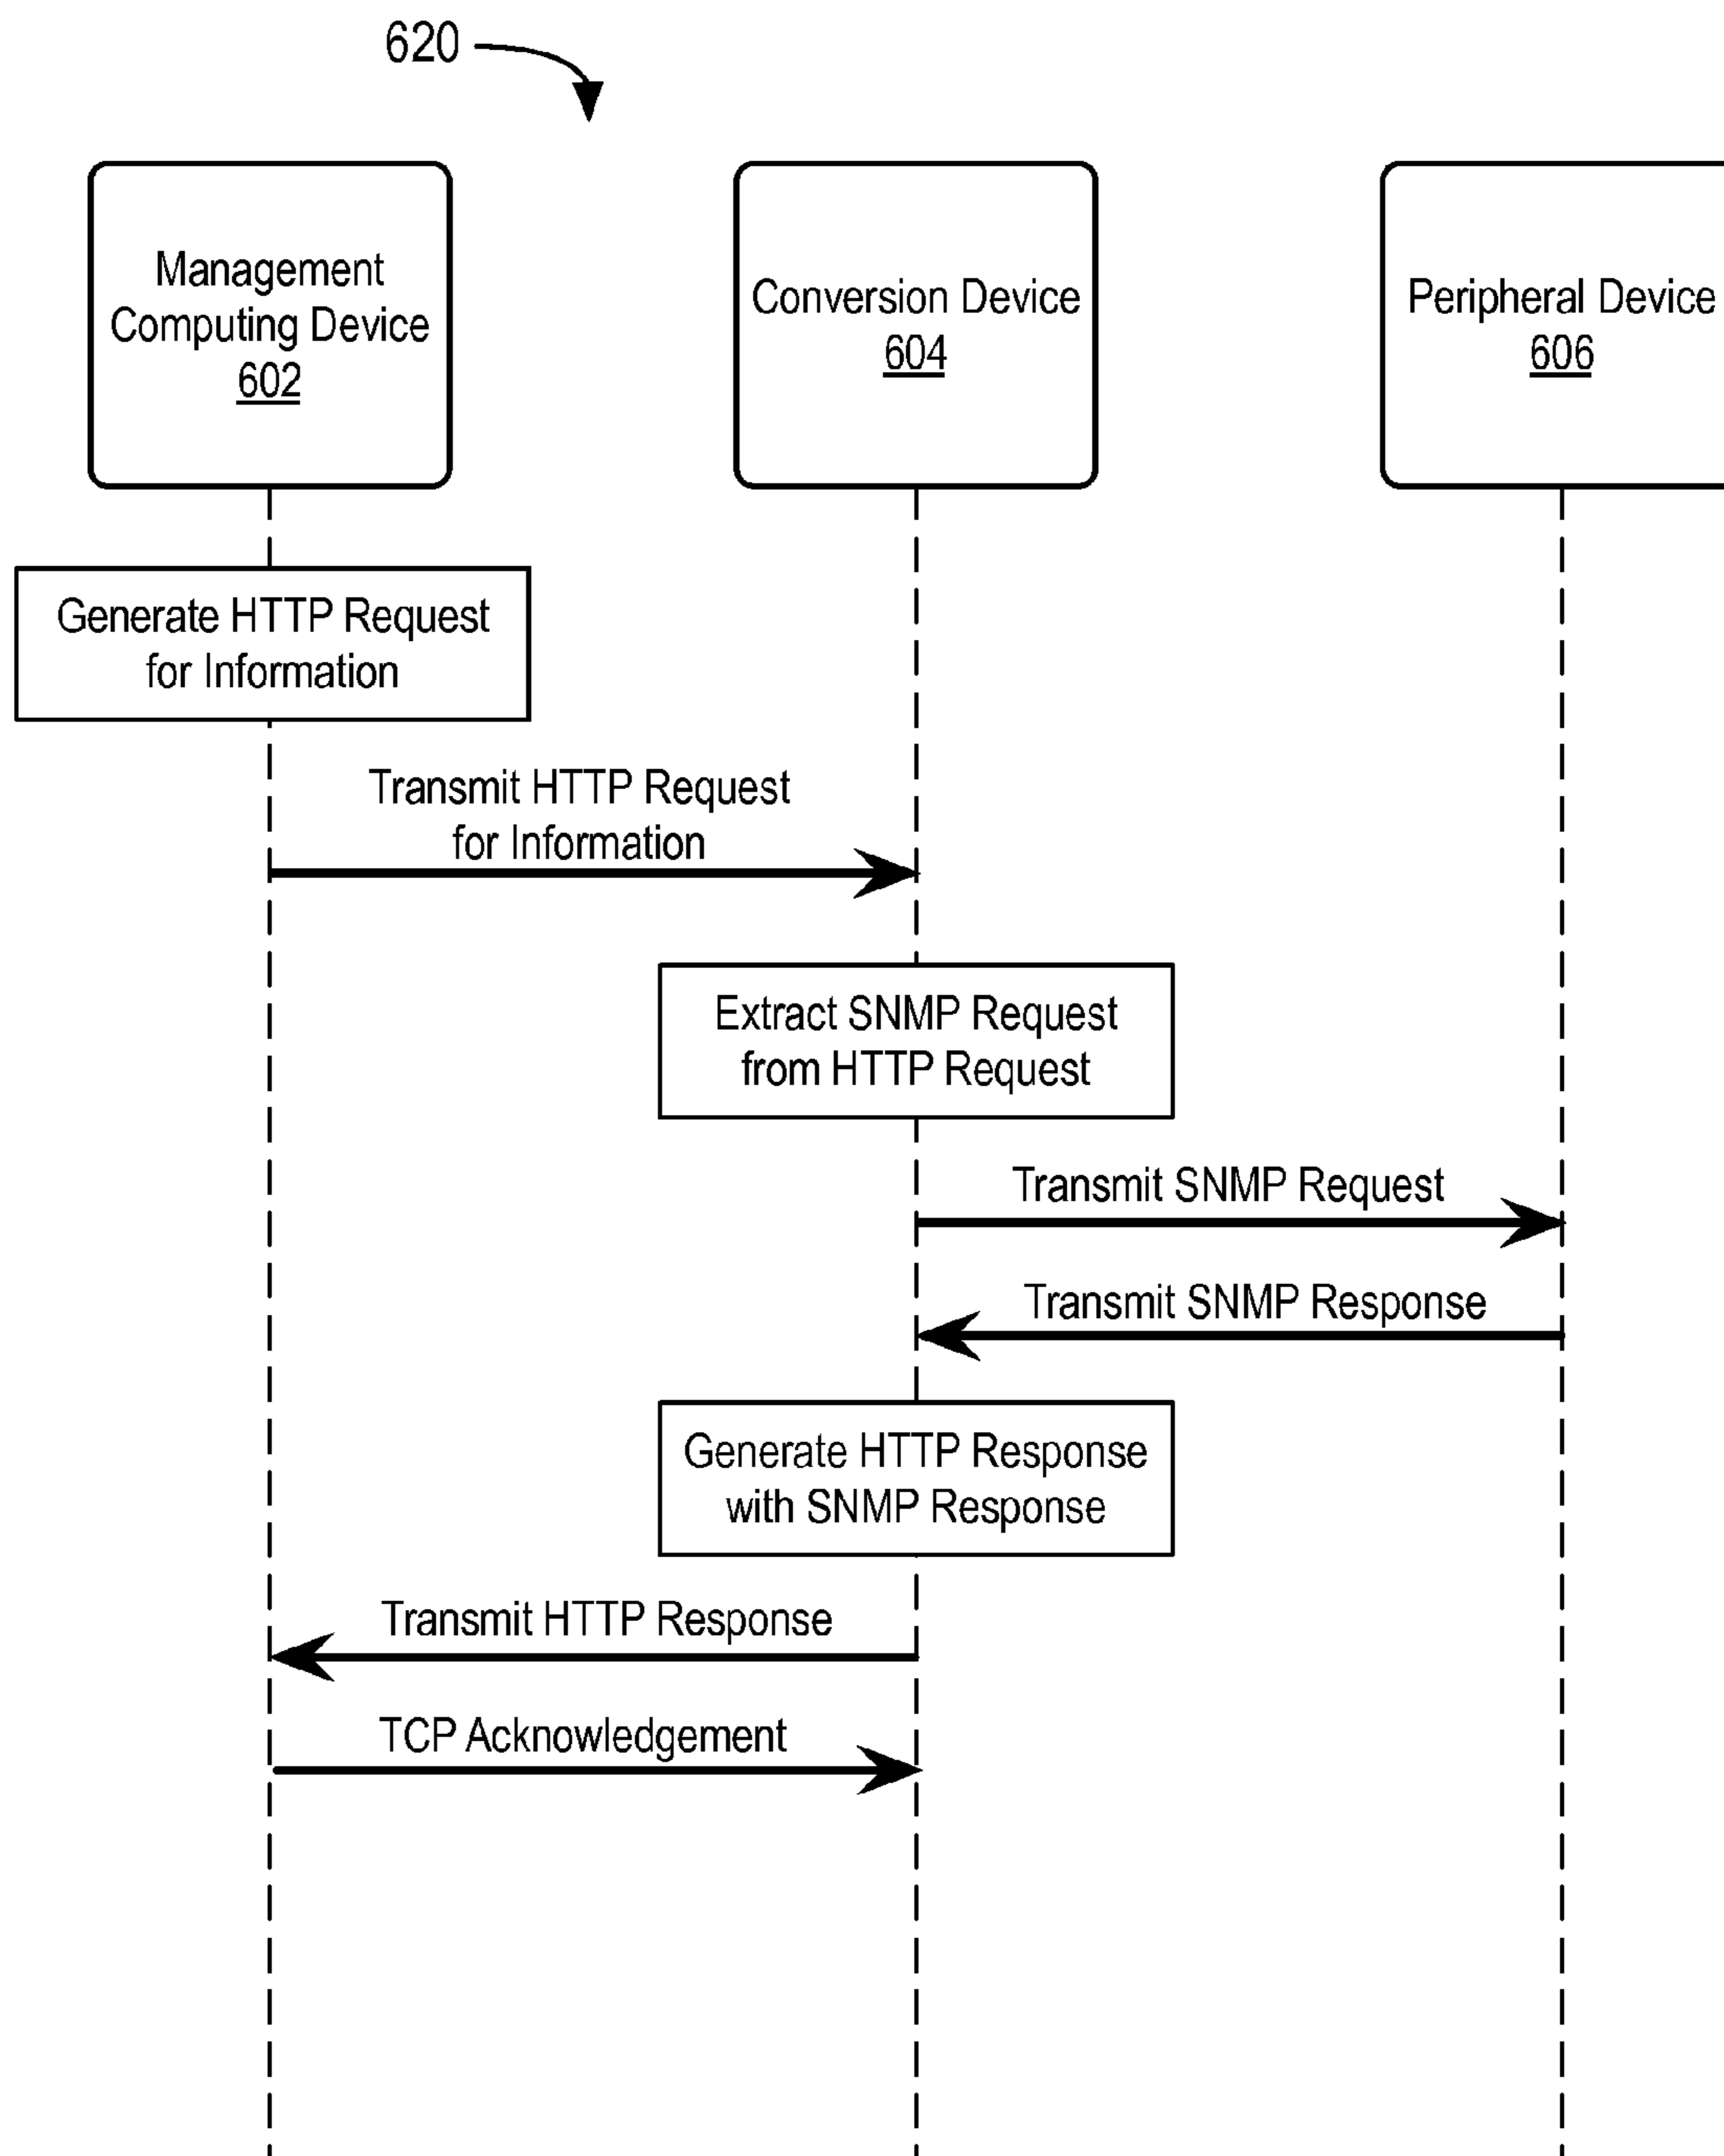 620
Management
Computing Device
602
Conversion Device
604
Peripheral Device
606
Generate HTTP Request
for Information
Transmit HTTP Request
for Information
Extract SNMP Request
from HTTP Request
Transmit SNMP Request
Transmit SNMP Response
Generate HTTP Response
with SNMP Response
Transmit HTTP Response
TCP Acknowledgement